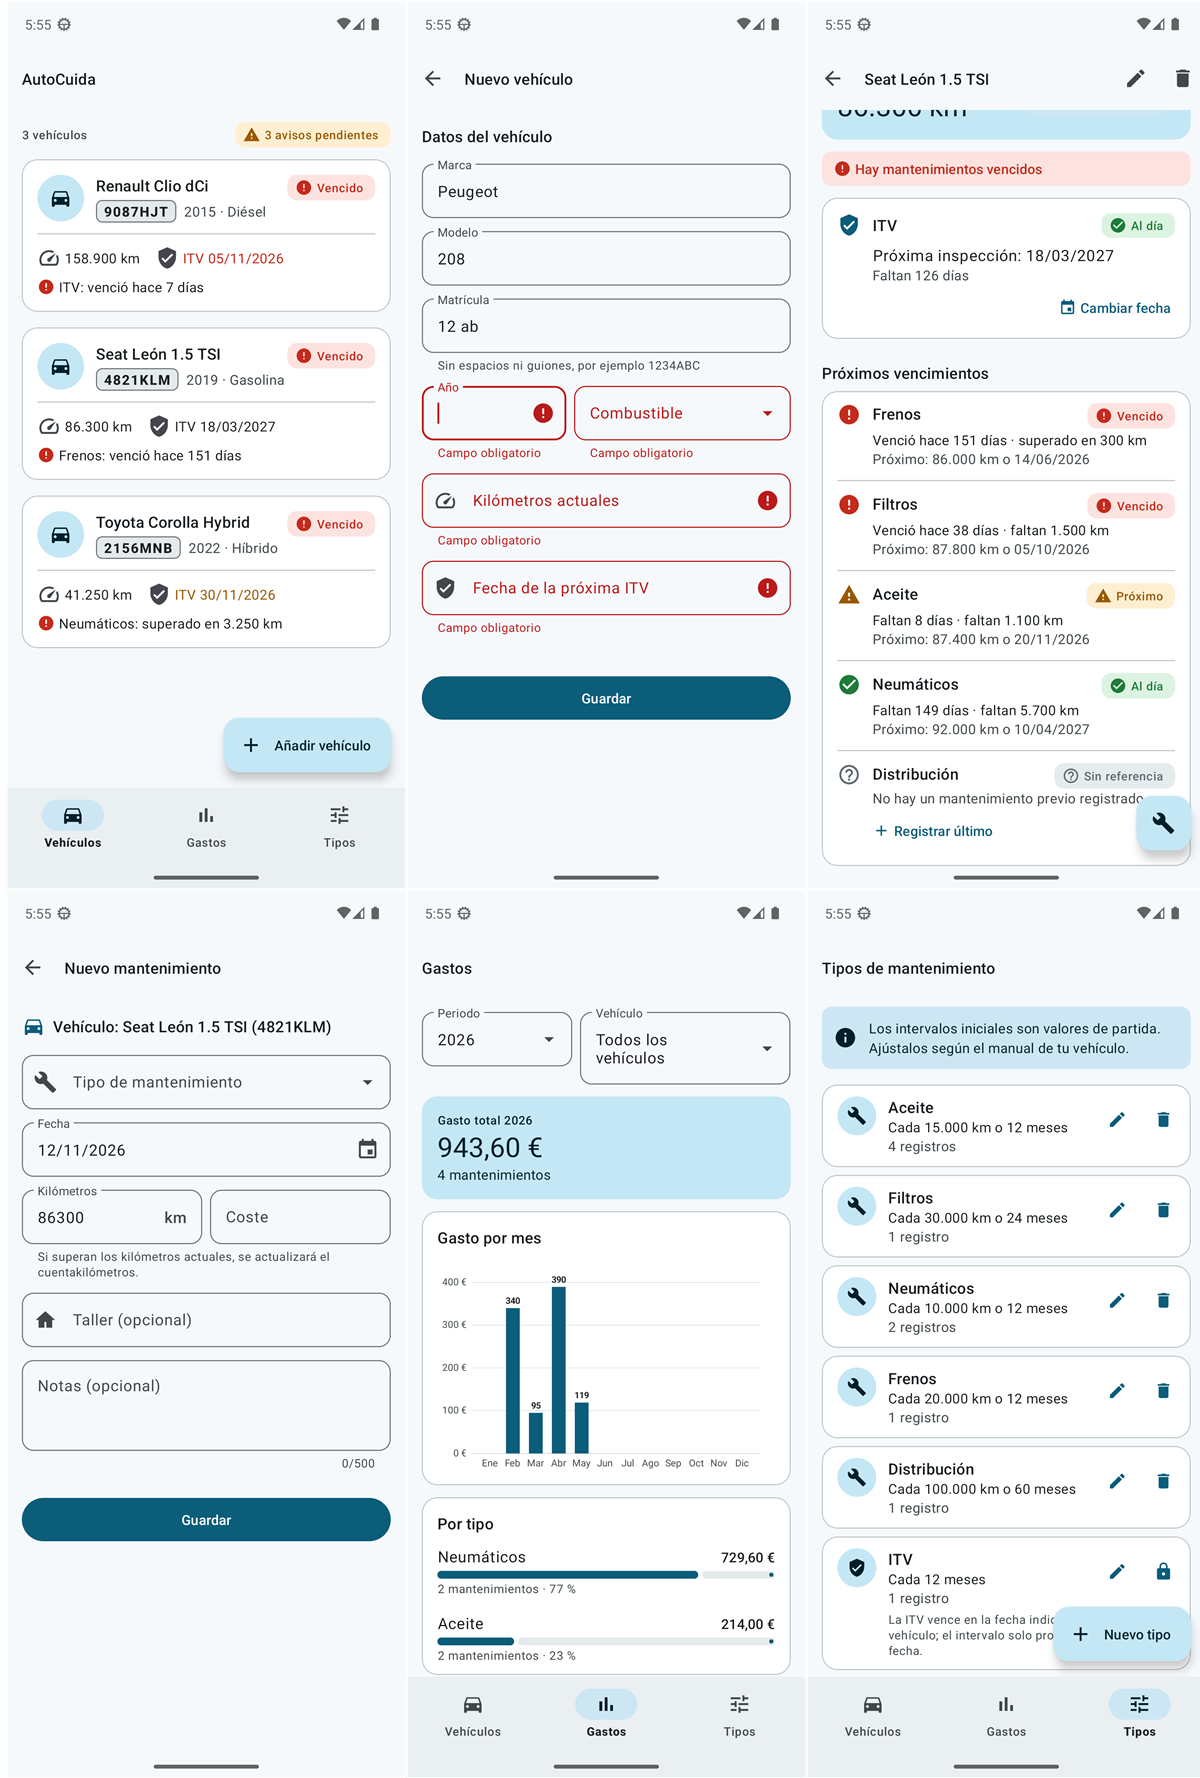 5:55
AutoCuida
3 vehículos
3 avisos pendientes
Renault Clio dCi
Vencido
9087HJT
2015 · Diésel
158.900 km
ITV 05/11/2026
ITV: venció hace 7 días
Seat León 1.5 TSI
Vencido
4821KLM
2019 · Gasolina
86.300 km
ITV 18/03/2027
Frenos: venció hace 151 días
Toyota Corolla Hybrid
Vencido
2156MNB
2022 · Híbrido
41.250 km
ITV 30/11/2026
Neumáticos: superado en 3.250 km
Añadir vehículo
Vehículos
Gastos
Tipos
5:55
Nuevo vehículo
Datos del vehículo
Marca
Peugeot
Modelo
208
Matrícula
12 ab
Sin espacios ni guiones, por ejemplo 1234ABC
Año
Combustible
Campo obligatorio
Campo obligatorio
Kilómetros actuales
Campo obligatorio
Fecha de la próxima ITV
Campo obligatorio
Guardar
5:55
Seat León 1.5 TSI
86.300 km
Hay mantenimientos vencidos
ITV
Al día
Próxima inspección: 18/03/2027
Faltan 126 días
Cambiar fecha
Próximos vencimientos
Frenos
Vencido
Venció hace 151 días · superado en 300 km
Próximo: 86.000 km o 14/06/2026
Filtros
Vencido
Venció hace 38 días · faltan 1.500 km
Próximo: 87.800 km o 05/10/2026
Aceite
Próximo
Faltan 8 días · faltan 1.100 km
Próximo: 87.400 km o 20/11/2026
Neumáticos
Al día
Faltan 149 días · faltan 5.700 km
Próximo: 92.000 km o 10/04/2027
Distribución
Sin referencia
No hay un mantenimiento previo registrado
Registrar último
5:55
Nuevo mantenimiento
Vehículo: Seat León 1.5 TSI (4821KLM)
Tipo de mantenimiento
Fecha
12/11/2026
Kilómetros
86300 km
Coste
Si superan los kilómetros actuales, se actualizará el
cuentakilómetros.
Taller (opcional)
Notas (opcional)
0/500
Guardar
5:55
Gastos
Periodo
2026
Vehículo
Todos los
vehículos
Gasto total 2026
943,60 €
4 mantenimientos
Gasto por mes
400 €
300 €
200 €
100 €
0 €
340
95
390
119
Ene Feb Mar Abr May Jun Jul Ago Sep Oct Nov Dic
Por tipo
Neumáticos
729,60 €
2 mantenimientos · 77 %
Aceite
214,00 €
2 mantenimientos · 23 %
Vehículos
Gastos
Tipos
5:55
Tipos de mantenimiento
Los intervalos iniciales son valores de partida.
Ajústalos según el manual de tu vehículo.
Aceite
Cada 15.000 km o 12 meses
4 registros
Filtros
Cada 30.000 km o 24 meses
1 registro
Neumáticos
Cada 10.000 km o 12 meses
2 registros
Frenos
Cada 20.000 km o 12 meses
1 registro
Distribución
Cada 100.000 km o 60 meses
1 registro
ITV
Cada 12 meses
1 registro
La ITV vence en la fecha
vehículo; el intervalo solo
fecha.
Nuevo tipo
Vehículos
Gastos
Tipos